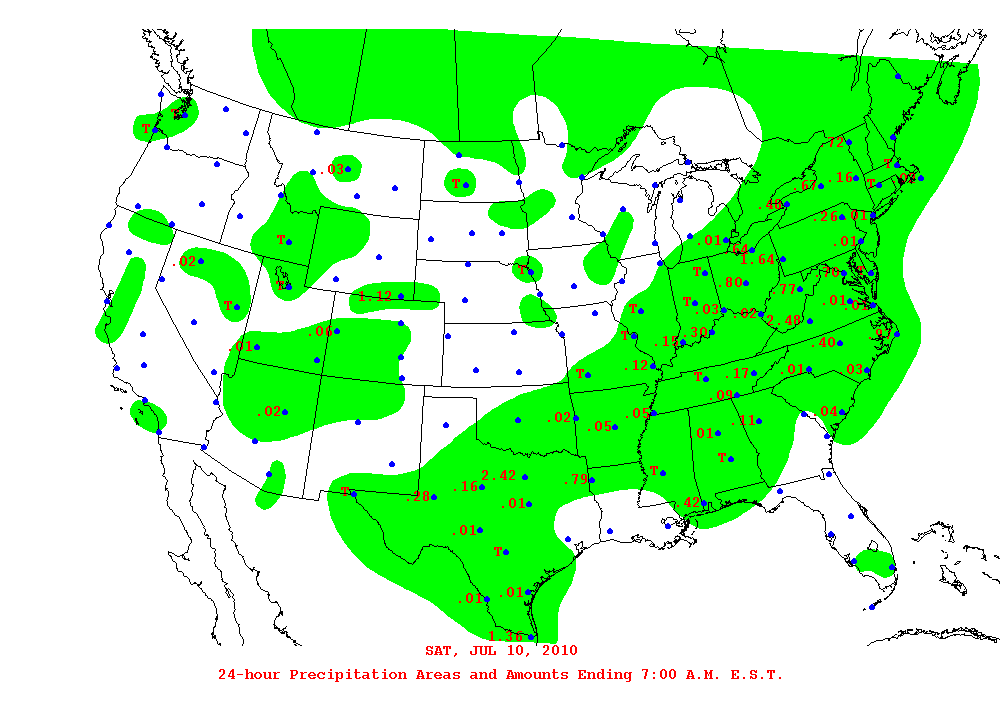 .72
T
T
.03
T
.16
T
.04
T
.67
.40
.26
.01
T
.01
.64
.01
.02
1.64
T
T
.70
T
T
.80
.77
1.12
T
T
.01
.01
T
.03
.02
2.48
.06
T
.30
.97
.01
.15
.40
.12
T
T
.17
.01
.03
.09
.02
.02
.05
.05
.11
.04
.01
T
T
2.42
.79
.16
T
.28
.01
.42
.01
T
.01
.01
1.36
SAT, JUL 10, 2010
24-hour Precipitation Areas and Amounts Ending 7:00 A.M. E.S.T.